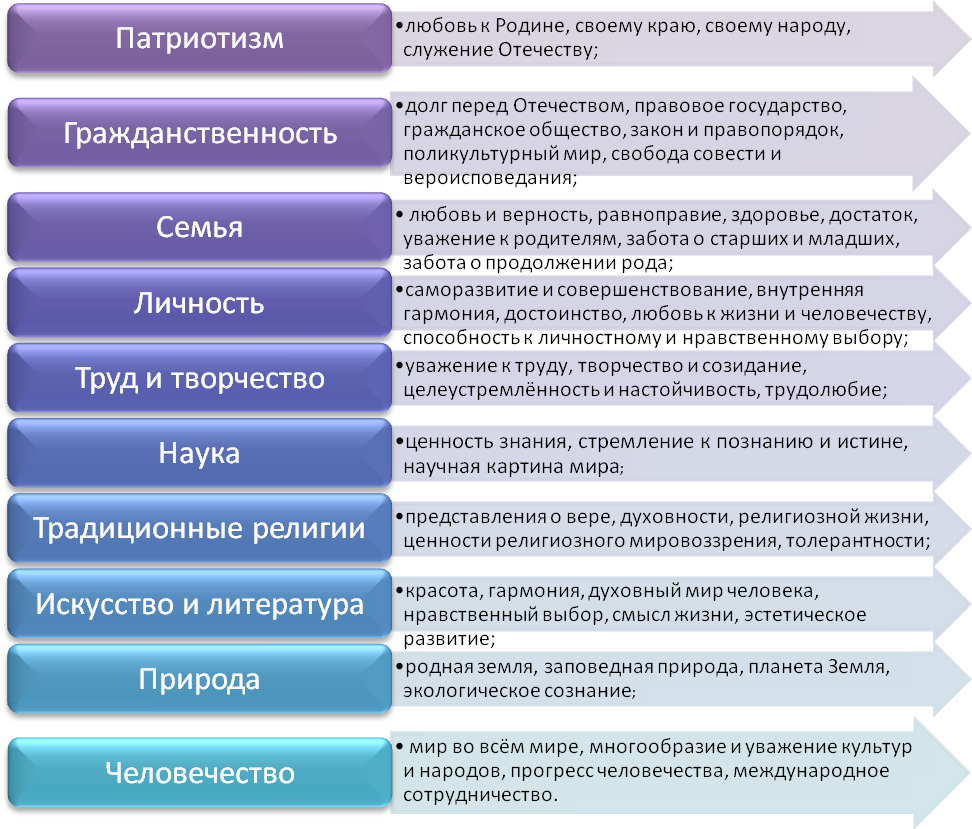 Патриотизм
•любовь к Родине, своему краю, своему народу,
служение Отечеству;
Гражданственность
•долг перед Отечеством, правовое государство,
гражданское общество, закон и правопорядок,
поликультурный мир, свобода совести и
вероисповедания;
Семья
• любовь и верность, равноправие, здоровье, достаток,
уважение к родителям, забота о старших и младших,
забота о продолжении рода;
Личность
•саморазвитие и совершенствование, внутренняя
гармония, достоинство, любовь к жизни и человечеству,
способность к личностному и нравственному выбору;
Труд и творчество
•уважение к труду, творчество и созидание,
целеустремлённость и настойчивость, трудолюбие;
Наука
•ценность знания, стремление к познанию и истине,
научная картина мира;
Традиционные религии
•представления о вере, духовности, религиозной жизни,
ценности религиозного мировоззрения, толерантности;
Искусство и литература
•красота, гармония, духовный мир человека,
нравственный выбор, смысл жизни, эстетическое
развитие;
Природа
•родная земля, заповедная природа, планета Земля,
экологическое сознание;
Человечество
• мир во всём мире, многообразие и уважение культур
и народов, прогресс человечества, международное
сотрудничество.